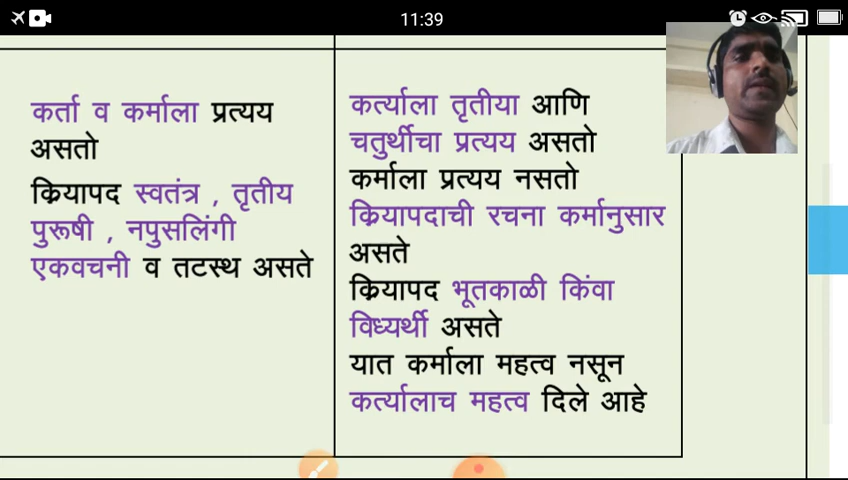 11:39
कर्ता व कर्माला प्रत्यय
असतो
क्रियापद स्वतंत्र , तृतीय
पुरूषी , नपुसलिंगी
एकवचनी व तटस्थ असते
कर्त्याला तृतीया आणि
चतुर्थीचा प्रत्यय असतो
कर्माला प्रत्यय नसतो
क्रियापदाची रचना कर्मानुसार
असते
क्रियापद भूतकाळी किंवा
विध्यर्थी असते
यात कर्माला महत्व नसून
कर्त्यालाच महत्व दिले आहे